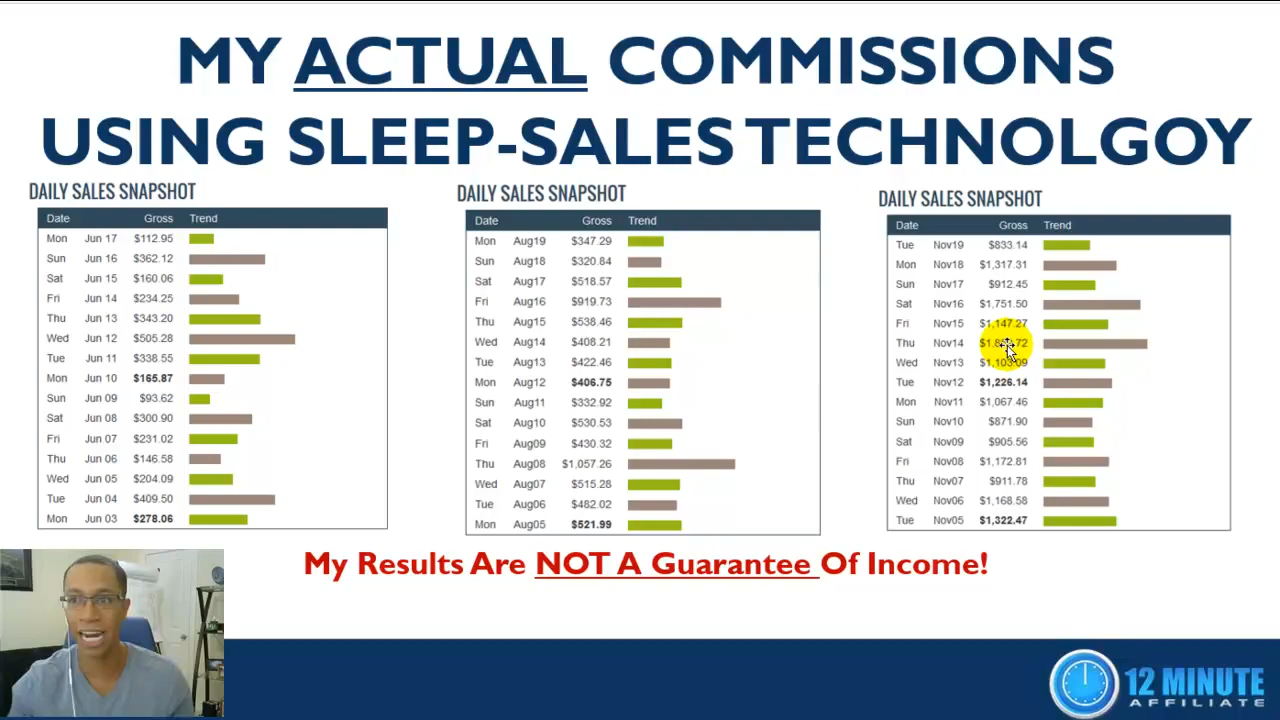 MY ACTUAL COMMISSIONS
USING SLEEP-SALES TECHNOLGOY
DAILY SALES SNAPSHOT
Date Gross Trend
Mon Jun 17 $112.95
Sun Jun 16 $362.12
Sat Jun 15 $160.06
Fri Jun 14 $234.25
Thu Jun 13 $343.20
Wed Jun 12 $505.28
Tue Jun 11 $338.55
Mon Jun 10 $165.87
Sun Jun 09 $93.62
Sat Jun 08 $300.90
Fri Jun 07 $231.02
Thu Jun 06 $146.58
Wed Jun 05 $204.09
Tue Jun 04 $409.50
Mon Jun 03 $278.06
DAILY SALES SNAPSHOT
Date Gross Trend
Mon Aug19 $347.29
Sun Aug18 $320.84
Sat Aug17 $518.57
Fri Aug16 $919.73
Thu Aug15 $538.46
Wed Aug14 $408.21
Tue Aug13 $422.46
Mon Aug12 $406.75
Sun Aug11 $332.92
Sat Aug10 $530.53
Fri Aug09 $430.32
Thu Aug08 $1,057.26
Wed Aug07 $515.28
Tue Aug06 $482.02
Mon Aug05 $521.99
DAILY SALES SNAPSHOT
Date Gross Trend
Tue Nov19 $833.14
Mon Nov18 $1,317.31
Sun Nov17 $912.45
Sat Nov16 $1,751.50
Fri Nov15 $1,147.27
Thu Nov14
Wed Nov13 $1,103.09
Tue Nov12 $1,226.14
Mon Nov11 $1,067.46
Sun Nov10 $871.90
Sat Nov09 $905.56
Fri Nov08 $1,172.81
Thu Nov07 $911.78
Wed Nov06 $1,168.58
Tue Nov05 $1,322.47
My Results Are NOT A Guarantee Of Income!
12 MINUTE
AFFILIATE